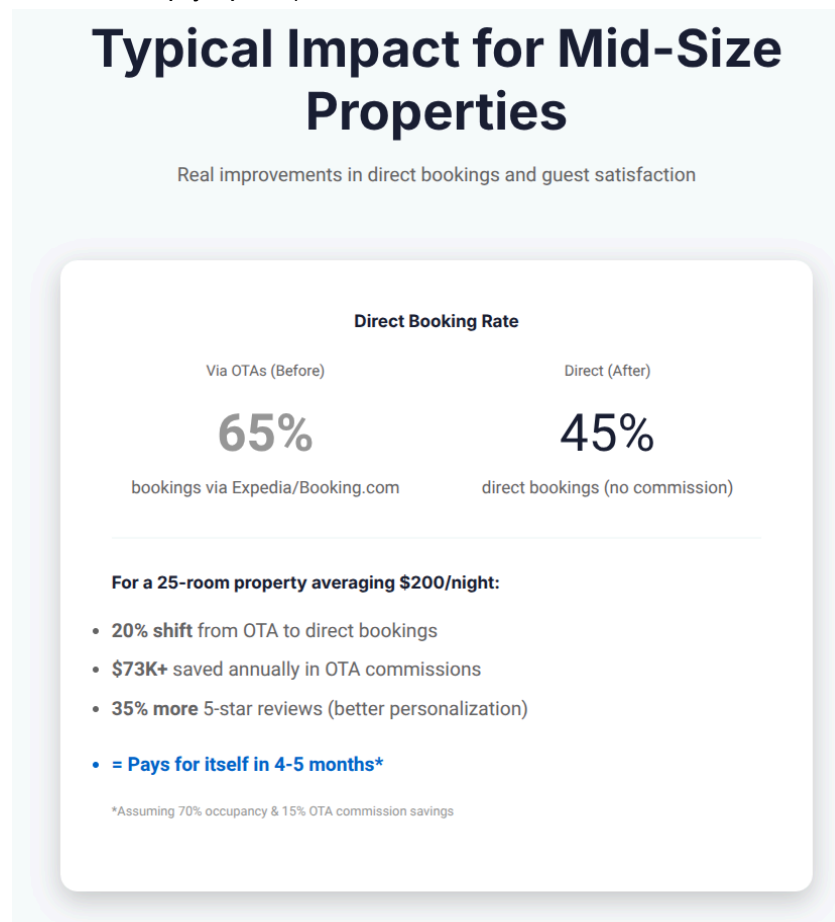 Typical Impact for Mid-Size
Properties
Real improvements in direct bookings and guest satisfaction
Direct Booking Rate
Via OTAs (Before)
65%
bookings via Expedia/Booking.com
Direct (After)
45%
direct bookings (no commission)
For a 25-room property averaging $200/night:
• 20% shift from OTA to direct bookings
• $73K+ saved annually in OTA commissions
• 35% more 5-star reviews (better personalization)
• = Pays for itself in 4-5 months*
*Assuming 70% occupancy & 15% OTA commission savings